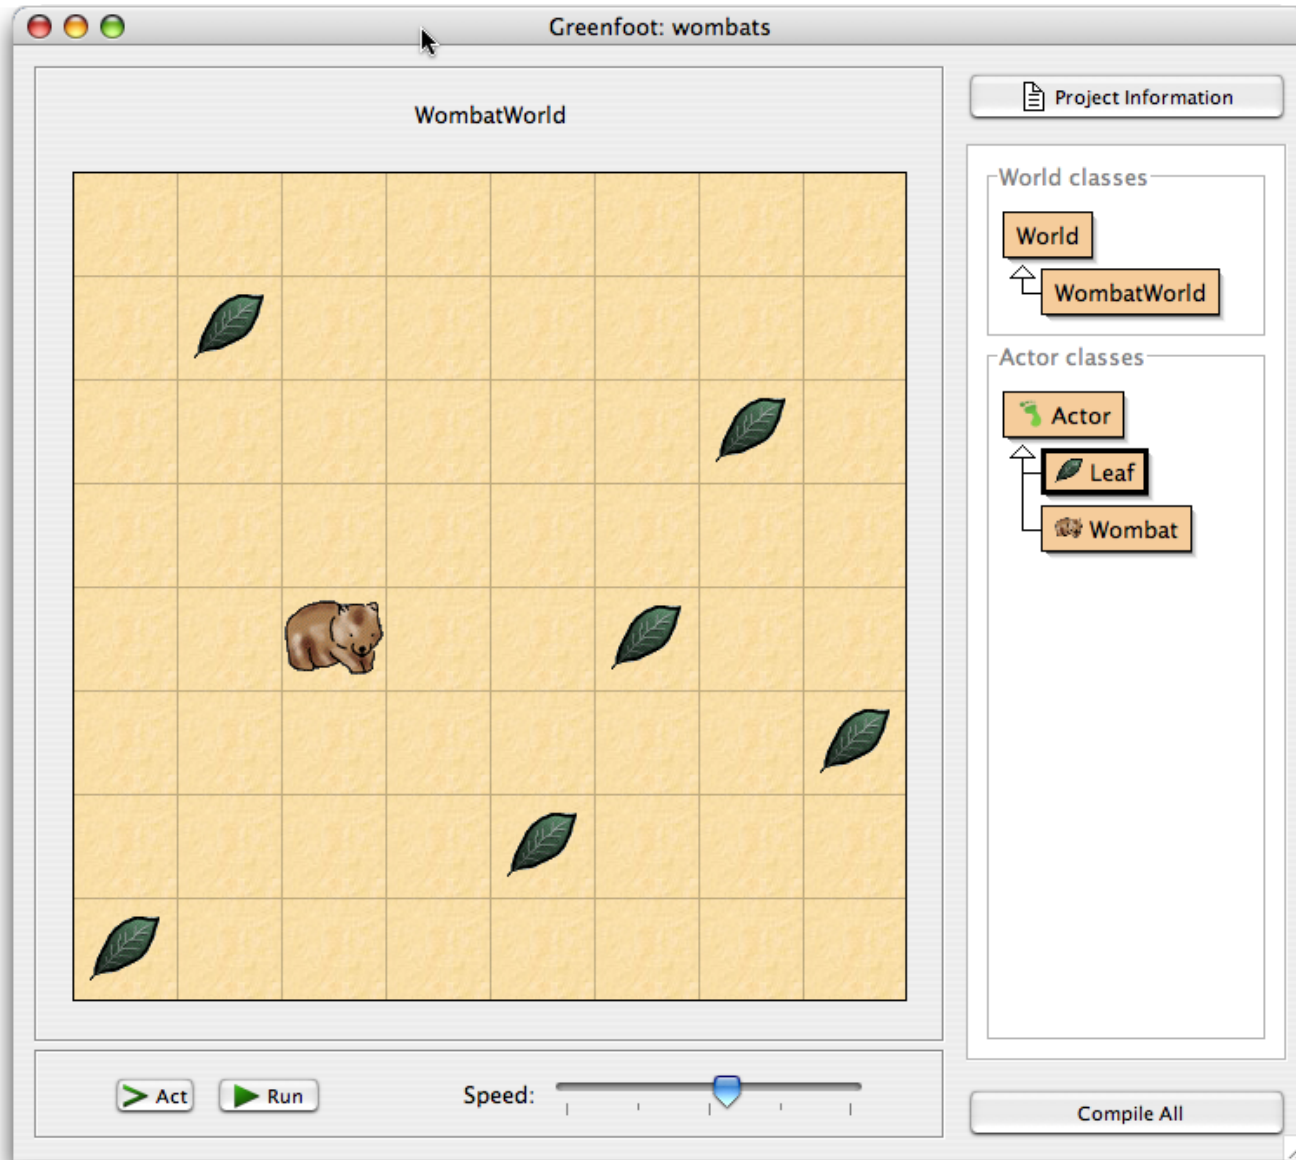 Greenfoot: wombats
WombatWorld
Project Information
World classes
World
WombatWorld
Actor classes
Actor
Leaf
Wombat
Act
Run
Speed:
Compile All